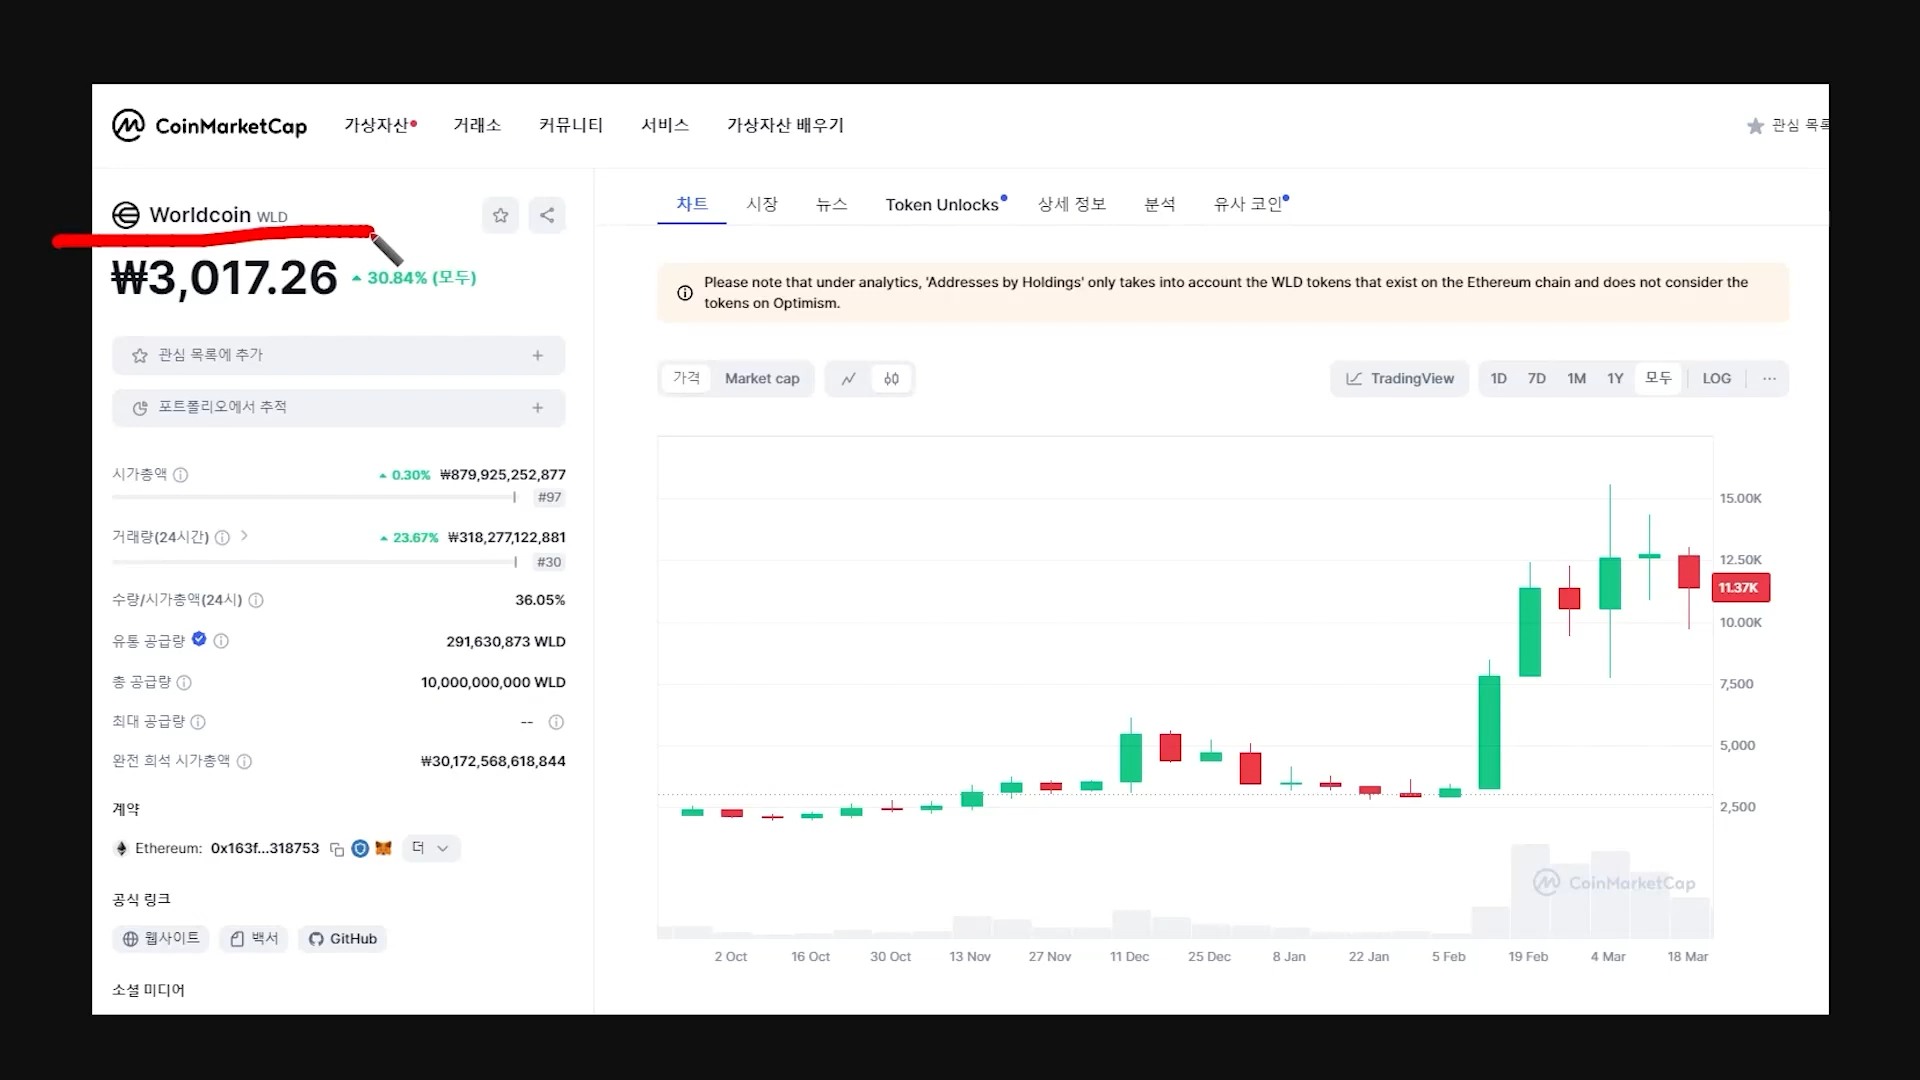 CoinMarketCap 가상자산 거래소 커뮤니티 서비스 가상자산 배우기 관심 목록
Worldcoin WLD
₩3,017.26 30.84% (모두)
관심 목록에 추가 +
포트폴리오에서 추적 +
시가총액 0.30% ₩879,925,252,877
#97
거래량(24시간) 23.67% ₩318,277,122,881
#30
수량/시가총액(24시) 36.05%
유통 공급량 291,630,873 WLD
총 공급량 10,000,000,000 WLD
최대 공급량 --
완전 희석 시가총액 ₩30,172,568,618,844
계약
Ethereum: 0x163f...318753 더
공식 링크
웹사이트 백서 GitHub
소셜 미디어
차트 시장 뉴스 Token Unlocks 상세 정보 분석 유사 코인
Please note that under analytics, 'Addresses by Holdings' only takes into account the WLD tokens that exist on the Ethereum chain and does not consider the
tokens on Optimism.
가격 Market cap TradingView 1D 7D 1M 1Y 모두 LOG ...
15.00K
12.50K
11.37K
10.00K
7,500
5,000
2,500
CoinMarketCap
2 Oct 16 Oct 30 Oct 13 Nov 27 Nov 11 Dec 25 Dec 8 Jan 22 Jan 5 Feb 19 Feb 4 Mar 18 Mar